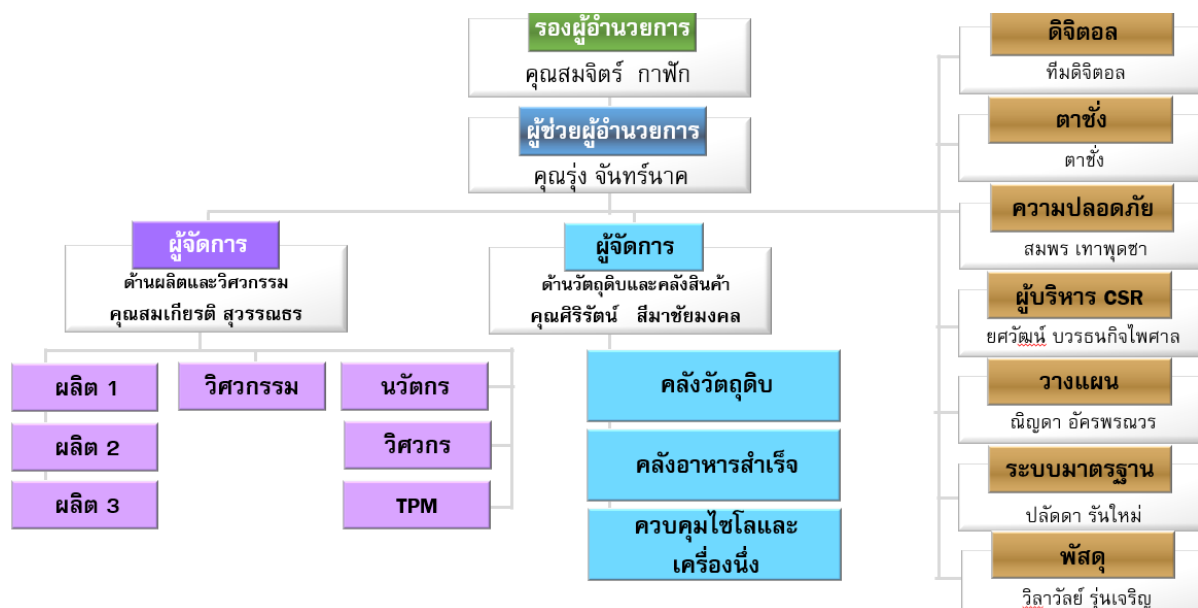 รองผู้อำนวยการ
คุณสมจิตร์ กาฟัก
ผู้ช่วยผู้อำนวยการ
คุณรุ่ง จันทร์นาค
ผู้จัดการ
ด้านผลิตและวิศวกรรม
คุณสมเกียรติ สุวรรณธร
ผู้จัดการ
ด้านวัตถุดิบและคลังสินค้า
คุณศิริรัตน์ สีมาชัยมงคล
ผลิต 1
ผลิต 2
ผลิต 3
วิศวกรรม
นวัตกร
วิศวกร
TPM
คลังวัตถุดิบ
คลังอาหารสำเร็จ
ควบคุมไซโลและ
เครื่องนึ่ง
ดิจิตอล
ทีมดิจิตอล
ตาชั่ง
ตาชั่ง
ความปลอดภัย
สมพร เทาพุดซา
ผู้บริหาร CSR
ยศวัฒน์ บวรธนกิจไพศาล
วางแผน
ณิญดา อัครพรณวร
ระบบมาตรฐาน
ปลัดดา รันใหม่
พัสดุ
วิลาวัลย์ รุ่นเจริญ